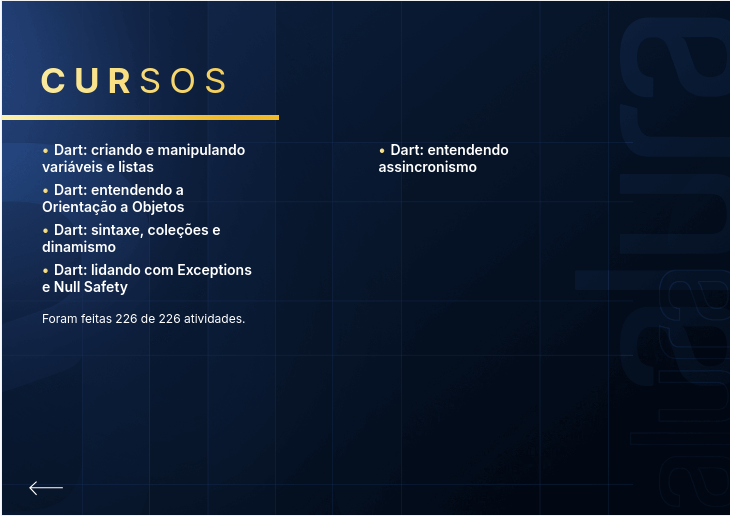 CURSOS
• Dart: criando e manipulando
variáveis e listas
• Dart: entendendo a
Orientação a Objetos
• Dart: sintaxe, coleções e
dinamismo
• Dart: lidando com Exceptions
e Null Safety
• Dart: entendendo
assincronismo
Foram feitas 226 de 226 atividades.
alura
alura